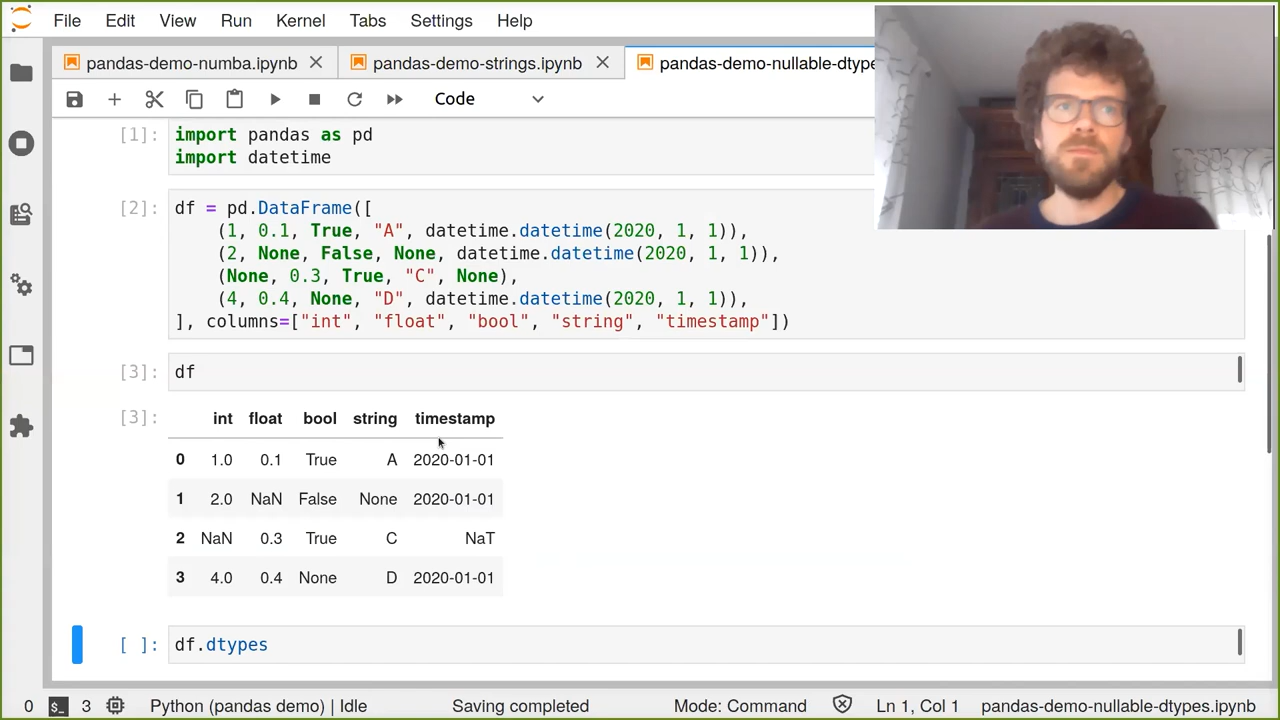 File Edit View Run Kernel Tabs Settings Help
pandas-demo-numba.ipynb pandas-demo-strings.ipynb pandas-demo-nullable-dtype
Code
[1]: import pandas as pd
import datetime
[2]: df = pd.DataFrame([
(1, 0.1, True, "A", datetime.datetime(2020, 1, 1)),
(2, None, False, None, datetime.datetime(2020, 1, 1)),
(None, 0.3, True, "C", None),
(4, 0.4, None, "D", datetime.datetime(2020, 1, 1)),
], columns=["int", "float", "bool", "string", "timestamp"])
[3]: df
[3]: int float bool string timestamp
0 1.0 0.1 True A 2020-01-01
1 2.0 NaN False None 2020-01-01
2 NaN 0.3 True C NaT
3 4.0 0.4 None D 2020-01-01
[ ]: df.dtypes
0 $_ 3 Python (pandas demo) | Idle Saving completed Mode: Command Ln 1, Col 1 pandas-demo-nullable-dtypes.ipynb